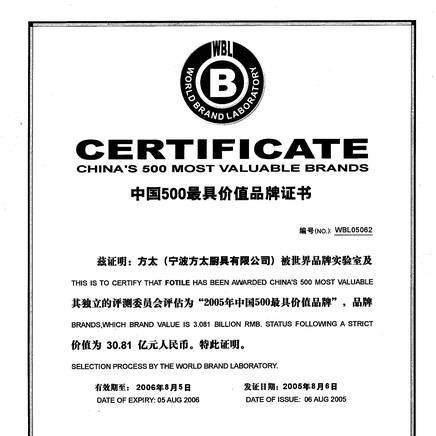 WBL
WORLD BRAND LABORATORY
B
CERTIFICATE
CHINA'S 500 MOST VALUABLE BRANDS
中国500最具价值品牌证书
编号(NO.): WBL05062
兹证明：方太（宁波方太厨具有限公司）被世界品牌实验室及
THIS IS TO CERTIFY THAT FOTILE HAS BEEN AWARDED CHINA'S 500 MOST VALUABLE
其独立的评测委员会评估为“2005年中国500最具价值品牌”，品牌
BRANDS,WHICH BRAND VALUE IS 3.081 BILLION RMB. STATUS FOLLOWING A STRICT
价值为 30.81 亿元人民币。特此证明。
SELECTION PROCESS BY THE WORLD BRAND LABORATORY.
有效期至： 2006年8月5日 发证日期：2005年8月6日
DATE OF EXPIRY: 05 AUG 2006 DATE OF ISSUE: 06 AUG 2005